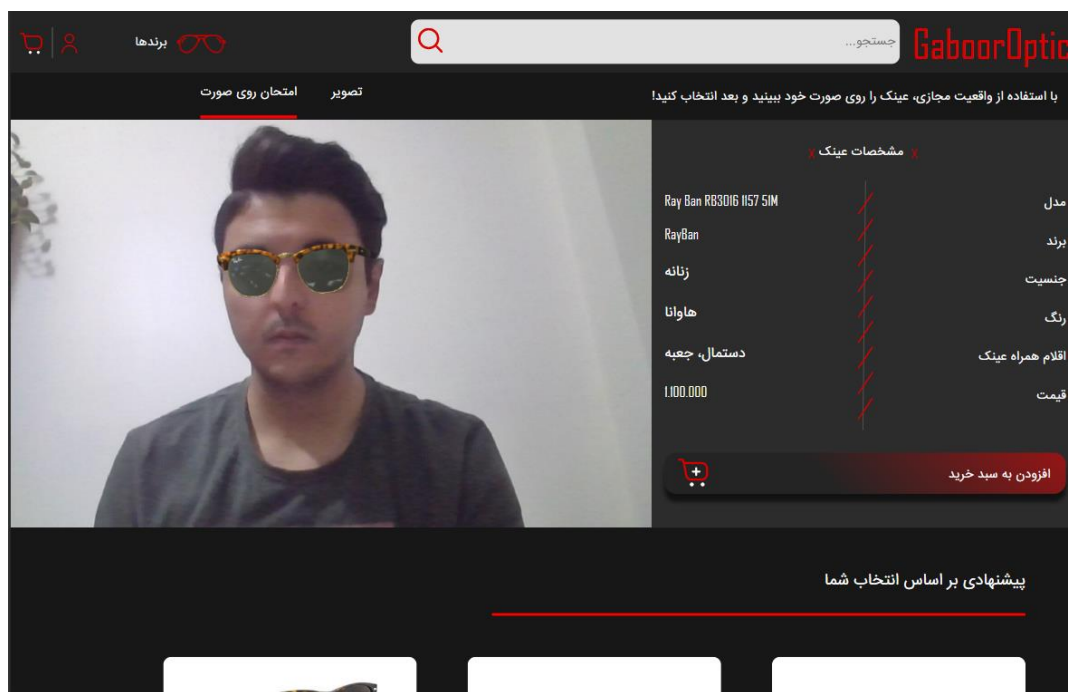 GaboorOptic
جستجو...
برندها
با استفاده از واقعیت مجازی، عینک را روی صورت خود ببینید و بعد انتخاب کنید!
تصویر
امتحان روی صورت
x مشخصات عینک x
مدل Ray Ban RB3016 1157 51M
برند RayBan
جنسیت زنانه
رنگ هاوانا
اقلام همراه عینک دستمال، جعبه
قیمت 1.100.000
افزودن به سبد خرید
پیشنهادی بر اساس انتخاب شما